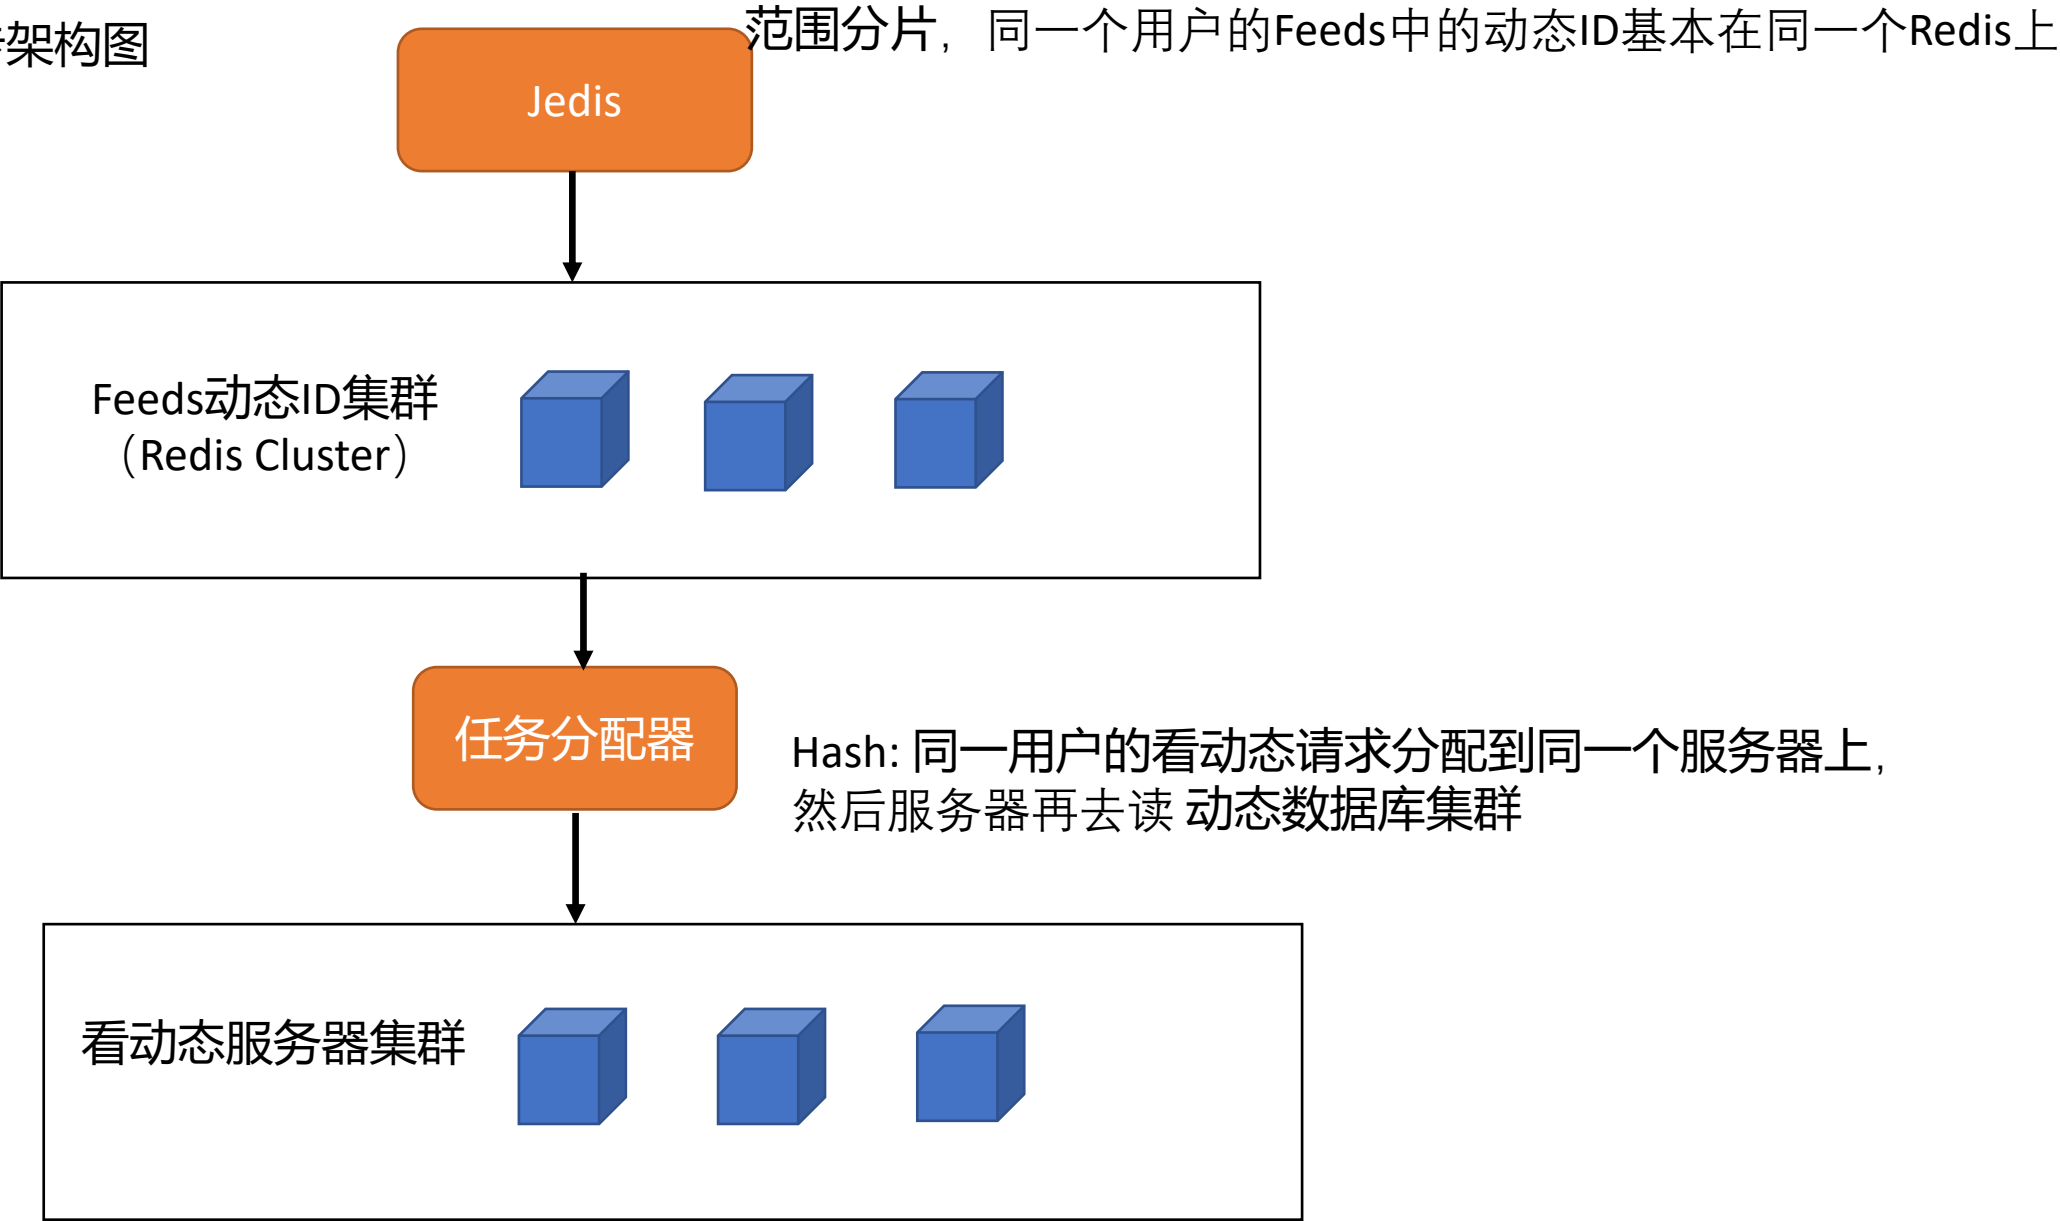 架构图
范围分片，同一个用户的Feeds中的动态ID基本在同一个Redis上
Jedis
Feeds动态ID集群
（Redis Cluster）
任务分配器
Hash: 同一用户的看动态请求分配到同一个服务器上，
然后服务器再去读 动态数据库集群
看动态服务器集群